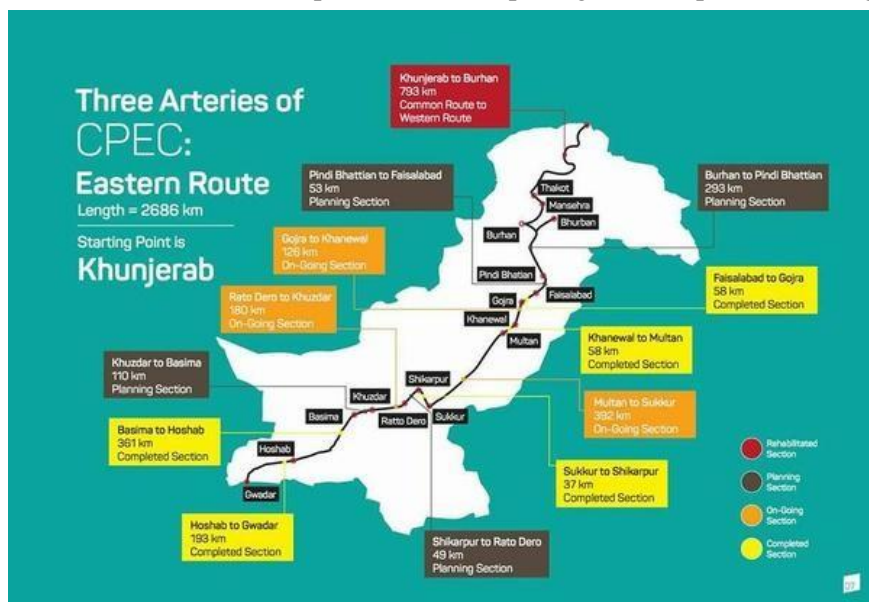 Three Arteries of
CPEC:
Eastern Route
Length = 2686 km
Starting Point is
Khunjerab
Khunjerab to Burhan
793 km
Common Route to
Western Route
Pindi Bhattian to Faisalabad
53 km
Planning Section
Burhan to Pindi Bhattian
293 km
Planning Section
Gojra to Khanewal
126 km
On-Going Section
Rato Dero to Khuzdar
180 km
On-Going Section
Faisalabad to Gojra
58 km
Completed Section
Khanewal to Multan
58 km
Completed Section
Khuzdar to Basima
110 km
Planning Section
Multan to Sukkur
392 km
On-Going Section
Basima to Hoshab
361 km
Completed Section
Sukkur to Shikarpur
37 km
Completed Section
Hoshab to Gwadar
193 km
Completed Section
Shikarpur to Rato Dero
49 km
Planning Section
Thakot
Mansehra
Burhan
Bhurban
Pindi Bhatian
Faisalabad
Gojra
Khanewal
Multan
Shikarpur
Khuzdar
Basima
Ratto Dero
Sukkur
Hoshab
Gwadar
Rehabilitated
Section
Planning
Section
On-Going
Section
Completed
Section